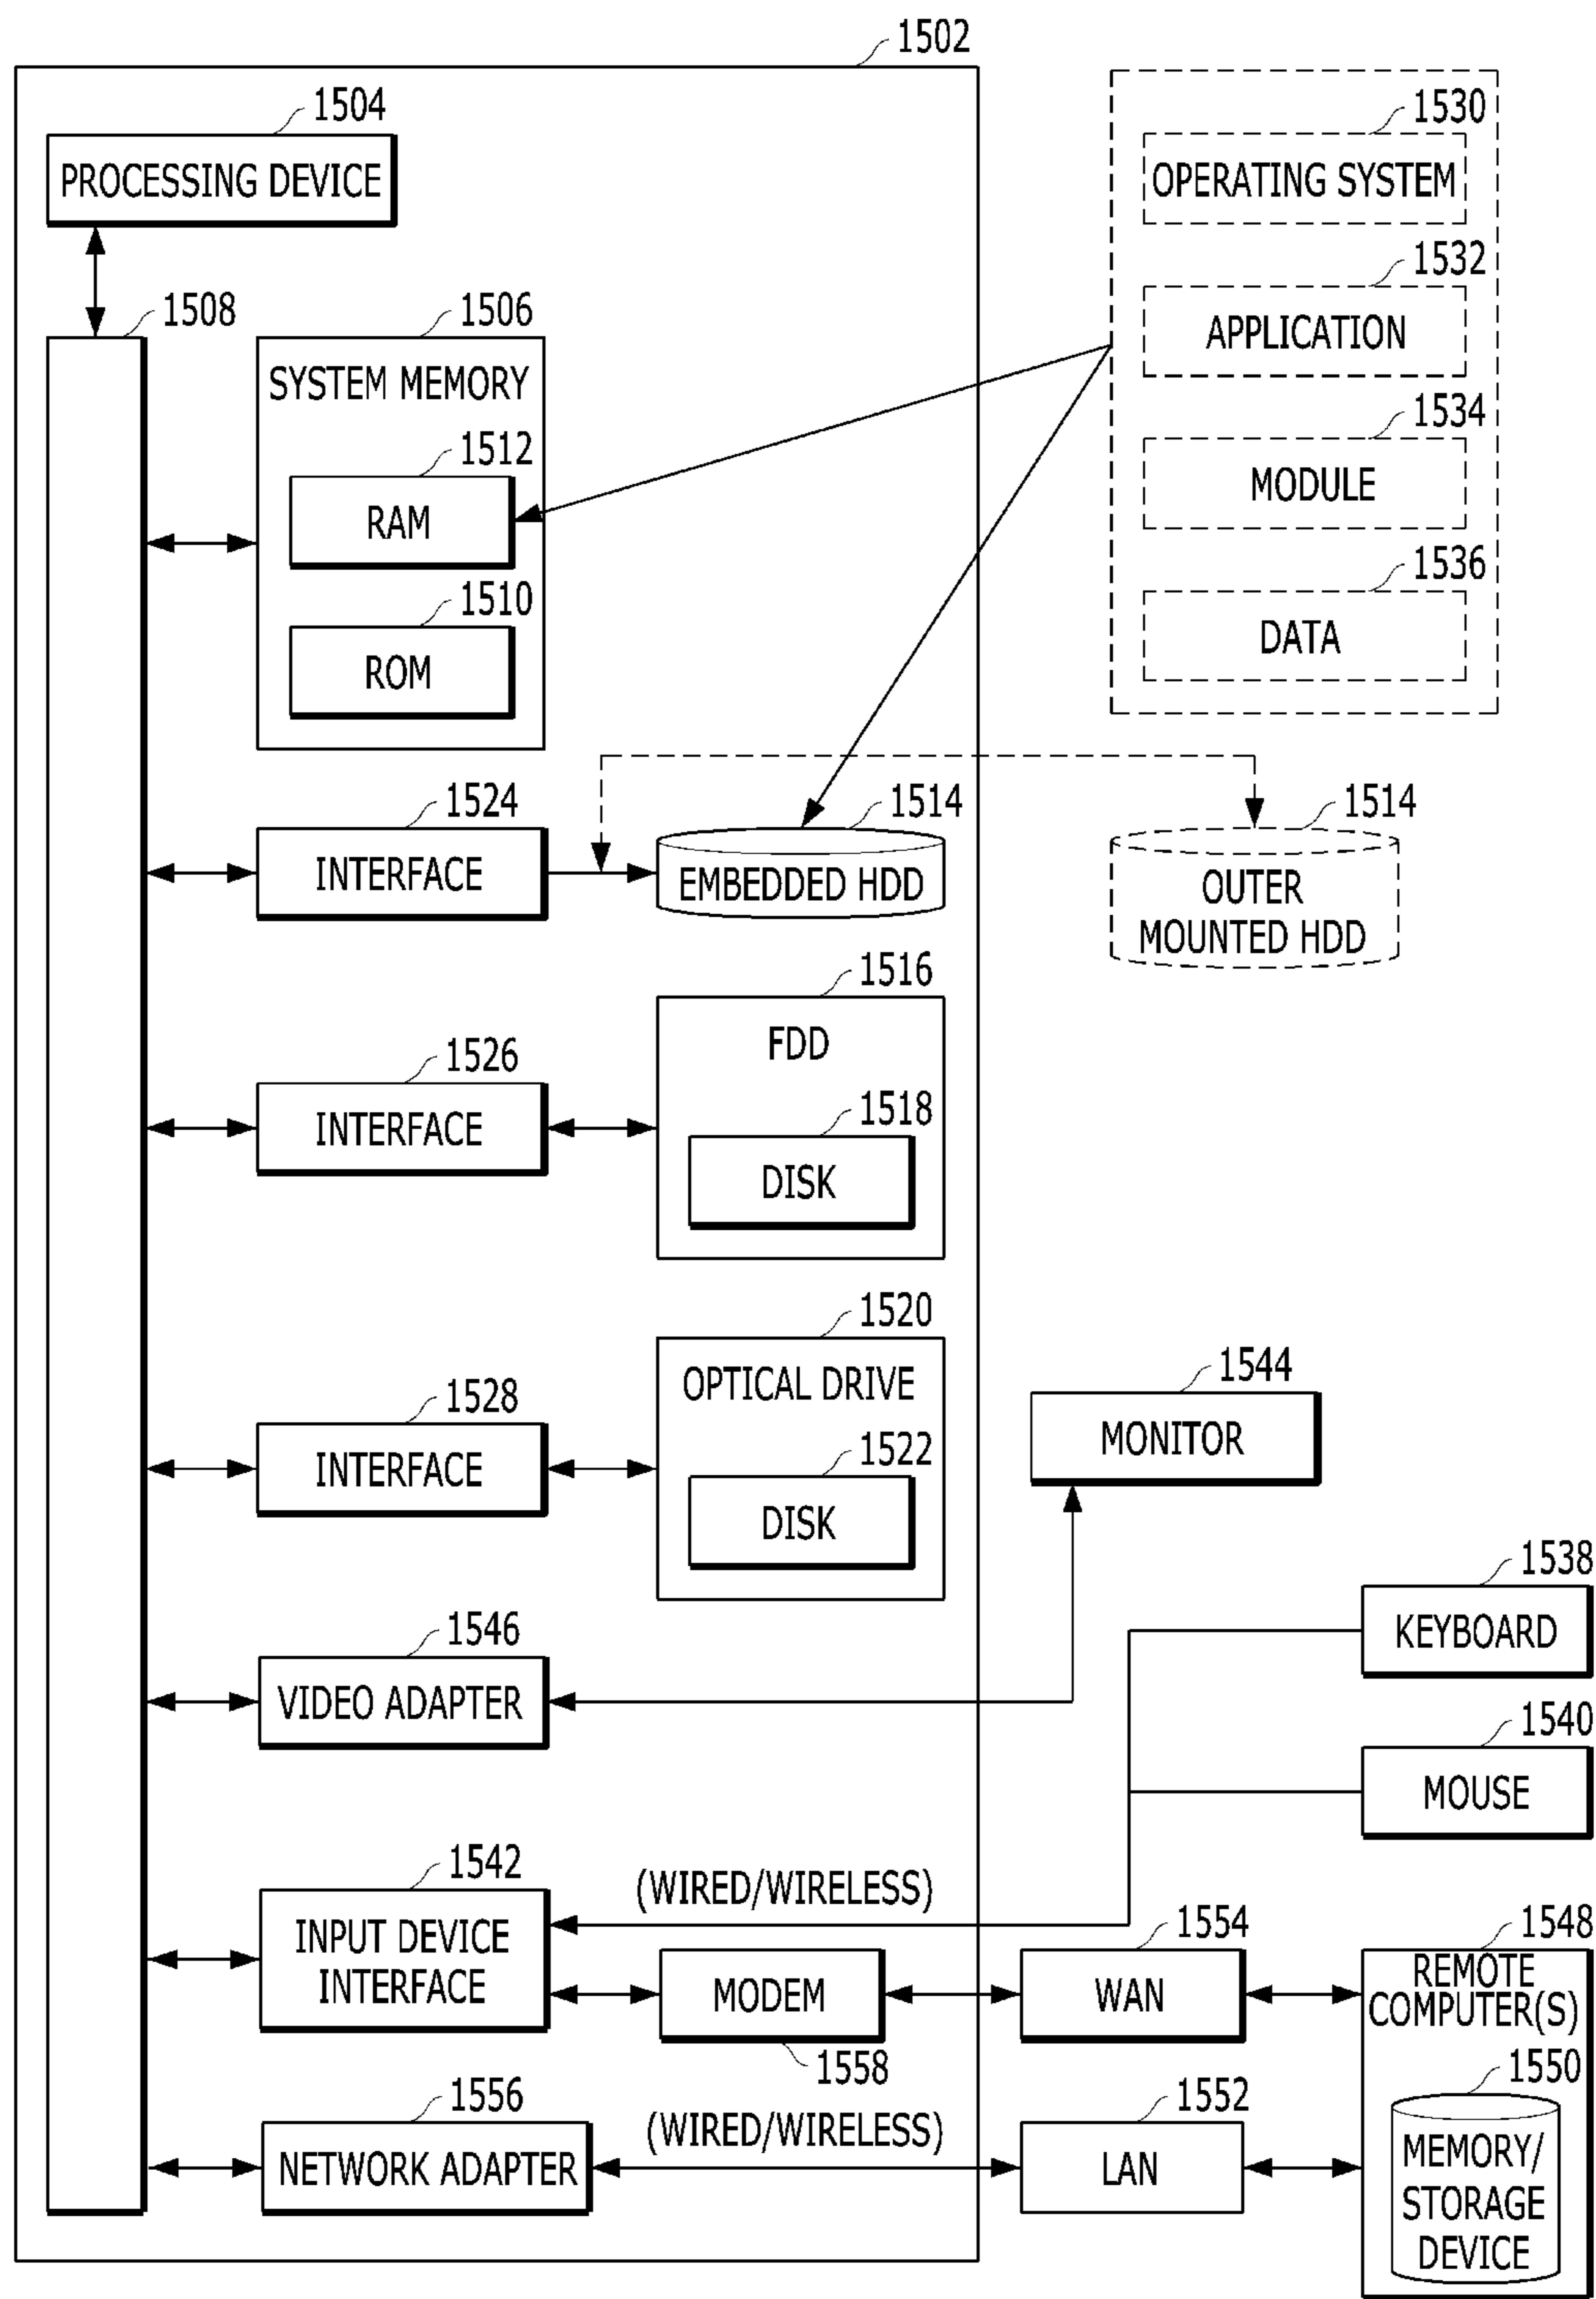 1502
1504
PROCESSING DEVICE
1530
OPERATING SYSTEM
1508
1506
SYSTEM MEMORY
1532
APPLICATION
1512
RAM
1534
MODULE
1510
ROM
1536
DATA
1524
INTERFACE
1514
EMBEDDED HDD
1514
OUTER
MOUNTED HDD
1516
FDD
1526
INTERFACE
1518
DISK
1520
OPTICAL DRIVE
1528
INTERFACE
1522
DISK
1544
MONITOR
1538
KEYBOARD
1546
VIDEO ADAPTER
1540
MOUSE
1542
INPUT DEVICE
INTERFACE
(WIRED/WIRELESS)
MODEM
1558
1554
WAN
1548
REMOTE
COMPUTER(S)
1556
NETWORK ADAPTER
(WIRED/WIRELESS)
1552
LAN
1550
MEMORY/
STORAGE
DEVICE